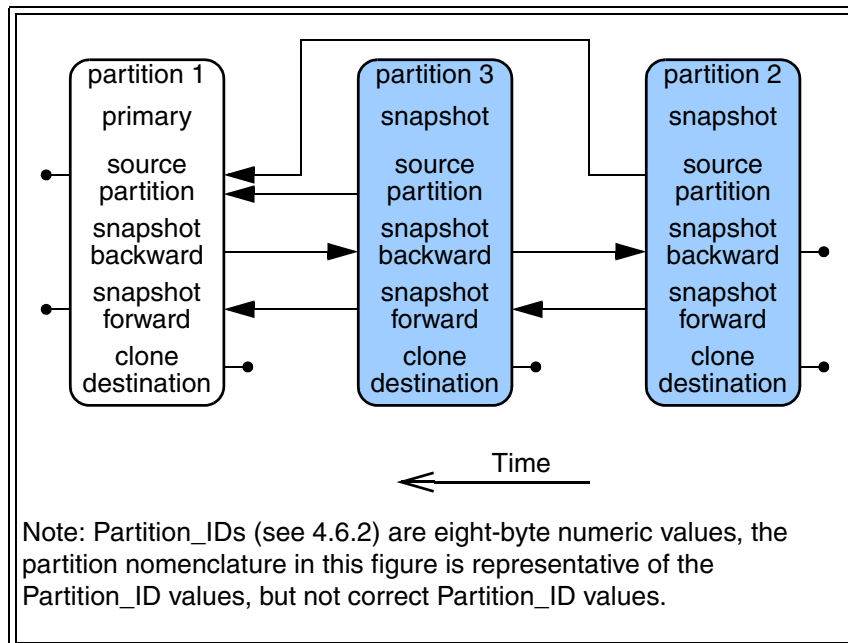 partition 1
primary
source
partition
snapshot
backward
snapshot
forward
clone
destination
partition 3
snapshot
source
partition
snapshot
backward
snapshot
forward
clone
destination
partition 2
snapshot
source
partition
snapshot
backward
snapshot
forward
clone
destination
Time
Note: Partition_IDs (see 4.6.2) are eight-byte numeric values, the
partition nomenclature in this figure is representative of the
Partition_ID values, but not correct Partition_ID values.